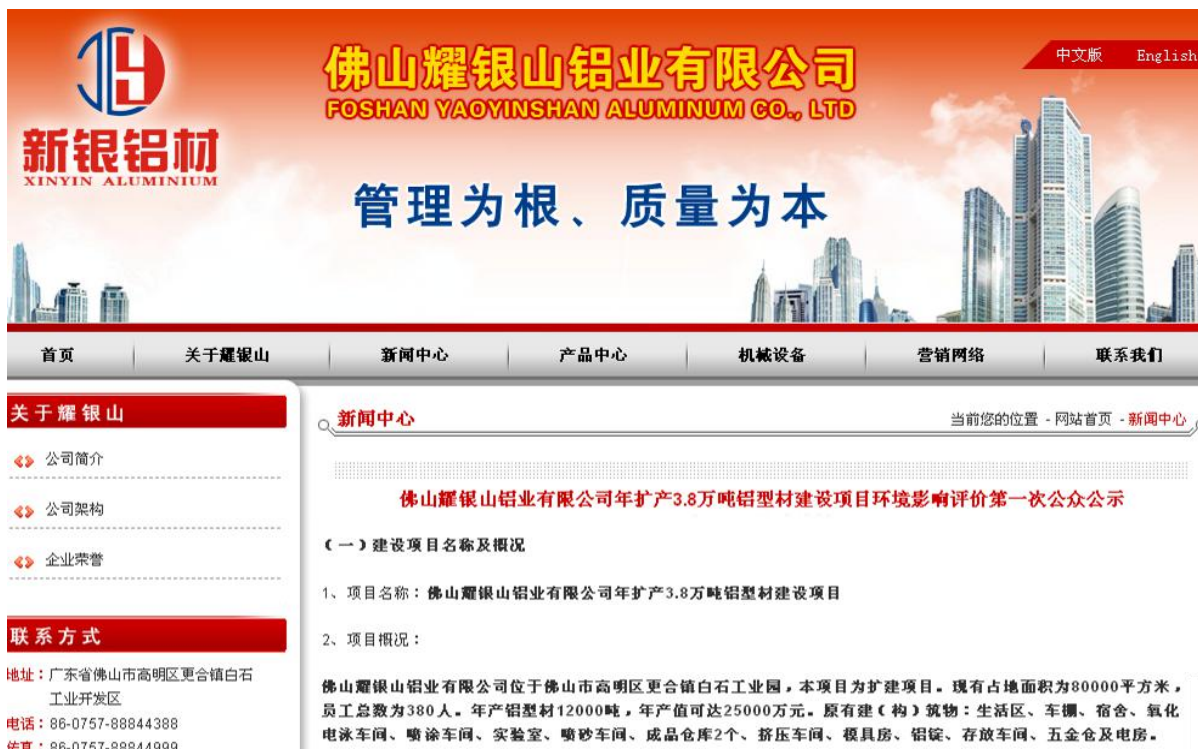 新银铝材
XINYIN ALUMINIUM
佛山耀银山铝业有限公司
FOSHAN YAOYINSHAN ALUMINUM CO., LTD
管理为根、质量为本
中文版 English
首页 关于耀银山 新闻中心 产品中心 机械设备 营销网络 联系我们
关于耀银山
公司简介
公司架构
企业荣誉
联系方式
地址：广东省佛山市高明区更合镇白石
工业开发区
电话：86-0757-88844388
传真：86-0757-88844999
新闻中心
当前您的位置 - 网站首页 - 新闻中心
佛山耀银山铝业有限公司年扩产3.8万吨铝型材建设项目环境影响评价第一次公众公示
（一）建设项目名称及概况
1、项目名称：佛山耀银山铝业有限公司年扩产3.8万吨铝型材建设项目
2、项目概况：
佛山耀银山铝业有限公司位于佛山市高明区更合镇白石工业园，本项目为扩建项目。现有占地面积为80000平方米，
员工总数为380人。年产铝型材12000吨，年产值可达25000万元。原有建（构）筑物：生活区、车棚、宿舍、氧化
电泳车间、喷涂车间、实验室、喷砂车间、成品仓库2个、挤压车间、模具房、铝锭、存放车间、五金仓及电房。